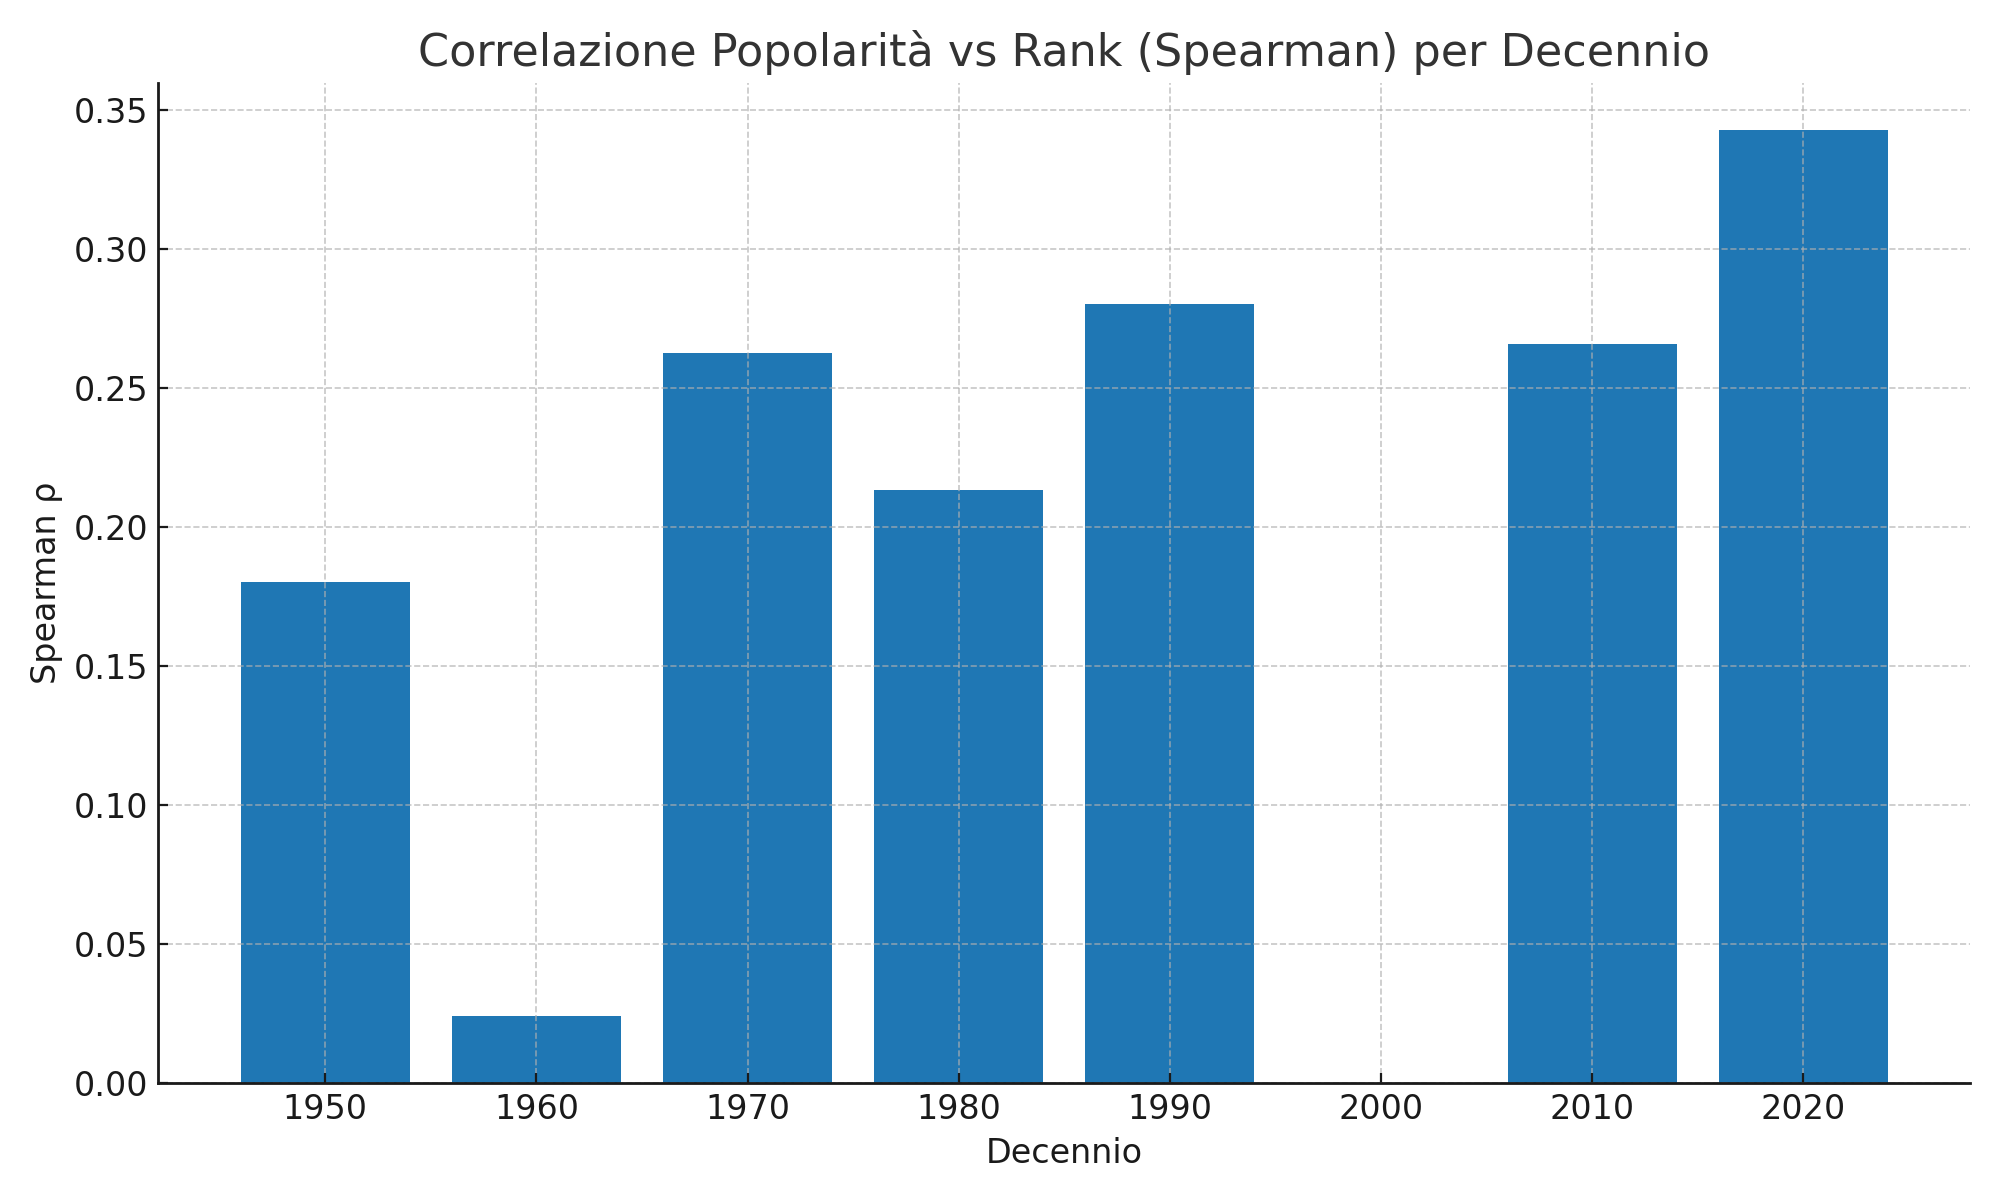 Correlazione Popolarità vs Rank (Spearman) per Decennio
Spearman ρ
0.35
0.30
0.25
0.20
0.15
0.10
0.05
0.00
1950 1960 1970 1980 1990 2000 2010 2020
Decennio